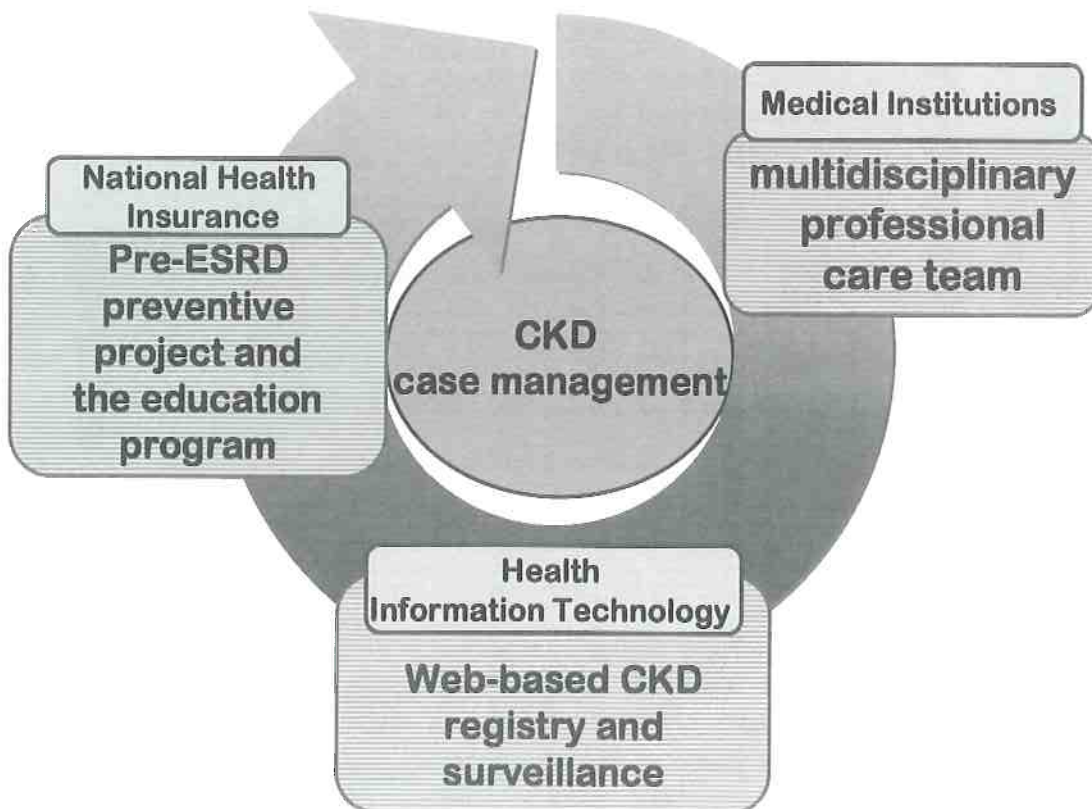 Medical Institutions
multidisciplinary
professional
care team
National Health
Insurance
Pre-ESRD
preventive
project and
the education
program
CKD
case management
Health
Information Technology
Web-based CKD
registry and
surveillance